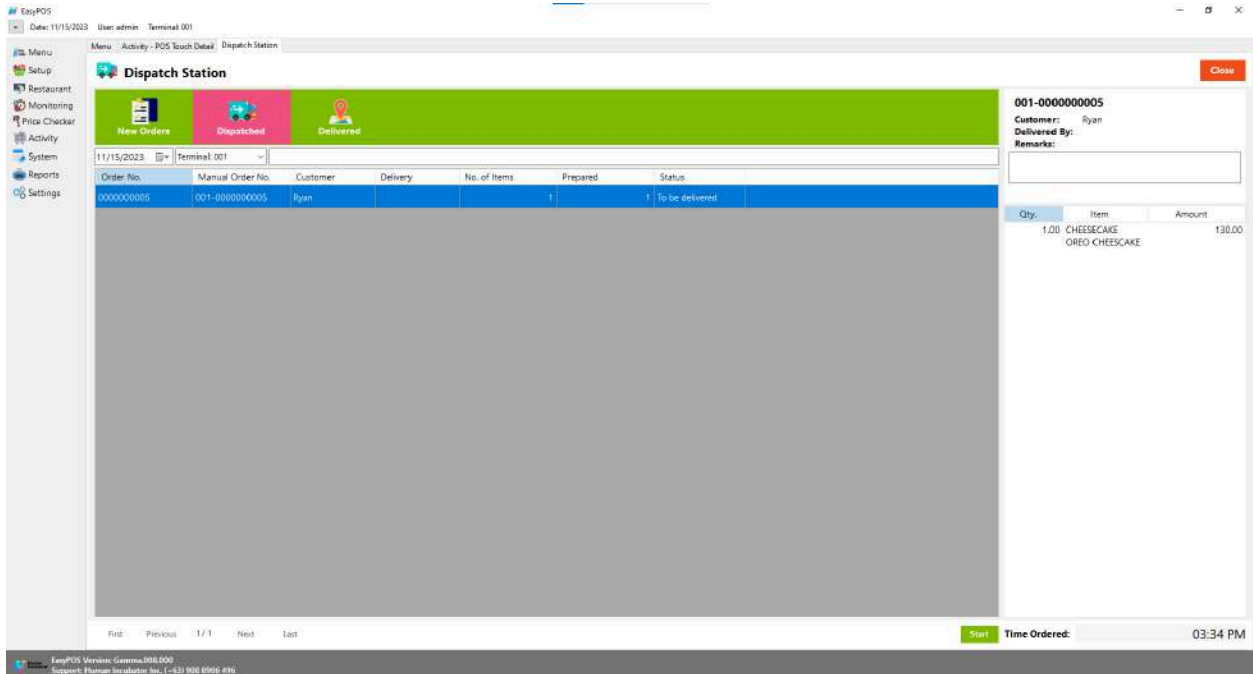 EasyPOS
Date: 11/15/2023 User: admin Terminal: 001
Menu
Setup
Restaurant
Monitoring
Price Checker
Activity
System
Reports
Settings
Menu Activity - POS Touch Detail Dispatch Station
Dispatch Station
Close
New Orders Dispatched Delivered
11/15/2023 Terminal: 001
Order No. Manual Order No. Customer Delivery No. of Items Prepared Status
0000000005 001-0000000005 Ryan 1 1 To be delivered
001-0000000005
Customer: Ryan
Delivered By:
Remarks:
Qty. Item Amount
1.00 CHEESECAKE 130.00
OREO CHEESCAKE
First Previous 1 / 1 Next Last
Start
Time Ordered: 03:34 PM
EasyPOS Version: Gamma.008.000
Support: Human Incubator Inc. (+63) 908 8906 496